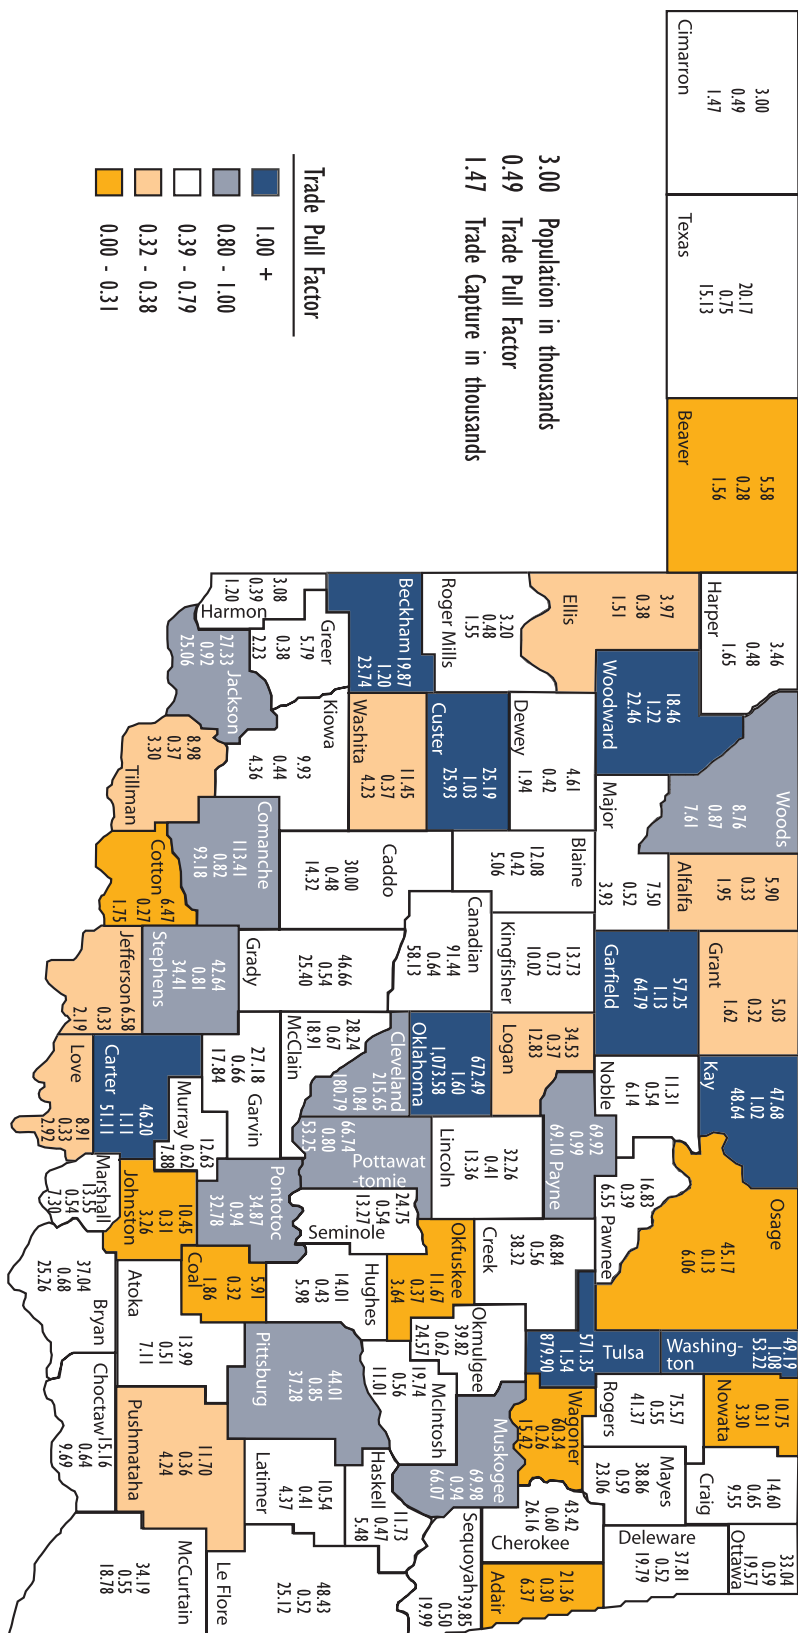 Cimarron
3.00
0.49
1.47
Texas
20.17
0.75
15.13
Beaver
5.58
0.28
1.56
Harper
3.46
0.48
1.65
Woods
8.76
0.87
7.61
Alfalfa
5.90
0.33
1.95
Grant
5.03
0.32
1.62
Kay
47.68
1.02
48.64
Osage
45.17
0.13
6.06
Washing-
ton
49.19
1.08
53.22
Nowata
10.75
0.31
3.30
Craig
14.60
0.65
9.55
Ottawa
33.04
0.59
19.57
Ellis
3.97
0.38
1.51
Woodward
18.46
1.22
22.46
Major
7.50
0.52
3.93
Garfield
57.25
1.13
64.79
Noble
11.31
0.54
6.14
Pawnee
16.83
0.39
6.55
Tulsa
571.35
1.54
879.90
Rogers
75.57
0.55
41.37
Mayes
38.86
0.59
23.06
Deleware
37.81
0.52
19.79
Roger Mills
3.20
0.48
1.55
Dewey
4.61
0.42
1.94
Blaine
12.08
0.42
5.06
Kingfisher
13.73
0.73
10.02
Logan
34.53
0.37
12.83
Payne
69.92
0.99
69.10
Creek
68.84
0.56
38.32
Wagoner
60.34
0.26
15.42
Cherokee
43.42
0.60
26.16
Adair
21.36
0.30
6.37
Beckham
19.87
1.20
23.74
Custer
25.19
1.03
25.93
Canadian
91.44
0.64
58.13
Oklahoma
672.49
1.60
1,073.58
Lincoln
32.26
0.41
13.36
Okfuskee
11.67
0.37
3.64
Okmulgee
39.82
0.62
24.57
Muskogee
69.98
0.94
66.07
Sequoyah
39.85
0.50
19.99
Washita
11.45
0.37
4.23
Caddo
30.00
0.48
14.32
Grady
46.66
0.54
25.40
McClain
28.24
0.67
18.91
Cleveland
215.65
0.84
180.79
Pottawat
-tomie
66.74
0.80
53.25
Seminole
24.75
0.54
13.27
Hughes
14.01
0.43
5.98
McIntosh
19.74
0.56
11.01
Haskell
11.73
0.47
5.48
Harmon
3.08
0.39
1.20
Greer
5.79
0.38
2.23
Kiowa
9.93
0.44
4.36
Jackson
27.33
0.92
25.06
Tillman
8.98
0.37
3.30
Comanche
113.41
0.82
93.18
Cotton
6.47
0.27
1.75
Stephens
42.64
0.81
34.41
Jefferson
6.58
0.33
2.19
Garvin
27.18
0.66
17.84
Murray
12.63
0.62
7.88
Carter
46.20
1.11
51.11
Love
8.91
0.33
2.92
Pontotoc
34.87
0.94
32.78
Johnston
10.45
0.31
3.26
Marshall
13.55
0.54
7.30
Coal
5.91
0.32
1.86
Atoka
13.99
0.51
7.11
Bryan
37.04
0.68
25.26
Pittsburg
44.01
0.85
37.28
Latimer
10.54
0.41
4.37
Le Flore
48.43
0.52
25.12
Pushmataha
11.70
0.36
4.24
Choctaw
15.16
0.64
9.69
McCurtain
34.19
0.55
18.78
3.00 Population in thousands
0.49 Trade Pull Factor
1.47 Trade Capture in thousands
Trade Pull Factor
1.00 +
0.80 - 1.00
0.39 - 0.79
0.32 - 0.38
0.00 - 0.31